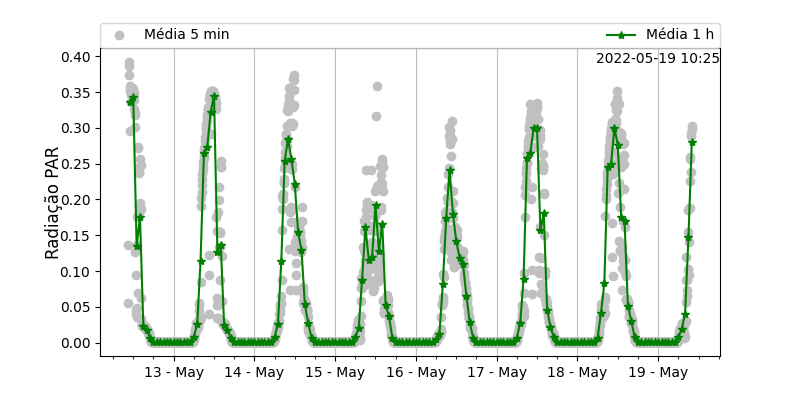 Média 5 min
Média 1 h
2022-05-19 10:25
Radiação PAR
0.40
0.35
0.30
0.25
0.20
0.15
0.10
0.05
0.00
13 - May
14 - May
15 - May
16 - May
17 - May
18 - May
19 - May